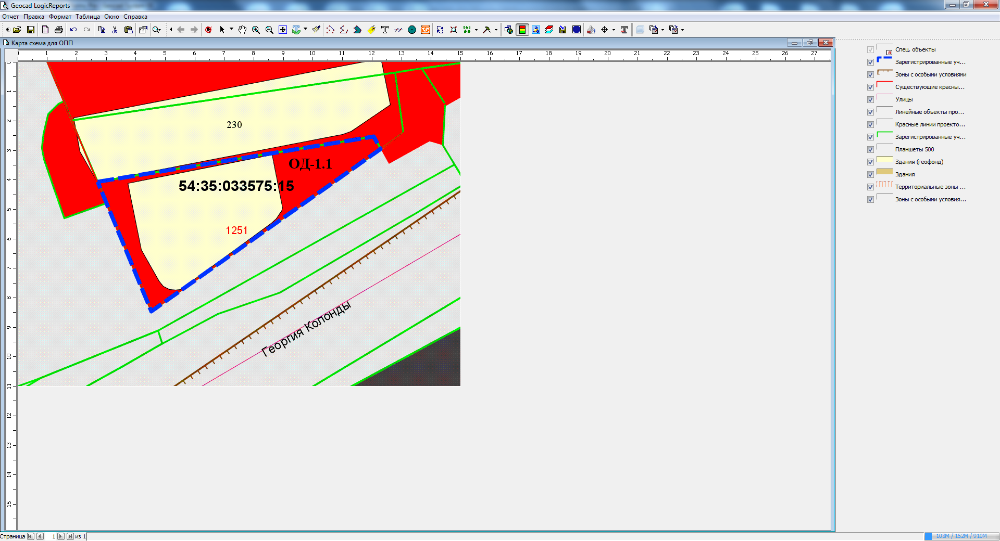 Geocad LogicReports
Отчет Правка Формат Таблица Окно Справка
Карта схема для ОПП
0 1 2 3 4 5 6 7 8 9 10 11 12 13 14 15 16 17 18 19 20 21 22 23 24 25 26 27
0 1 2 3 4 5 6 7 8 9 10 11 12 13 14 15
230
ОД-1.1
54:35:033575:15
1251
Георгия Колонды
Спец. объекты
Зарегистрированные уч...
Зоны с особыми условиями
Существующие красны...
Улицы
Линейные объекты про...
Красные линии проекто...
Зарегистрированные уч...
Планшеты 500
Здания (геофонд)
Здания
Территориальные зоны ...
Зоны с особыми условия...
Страница 1 из 1
103M / 152M / 910M